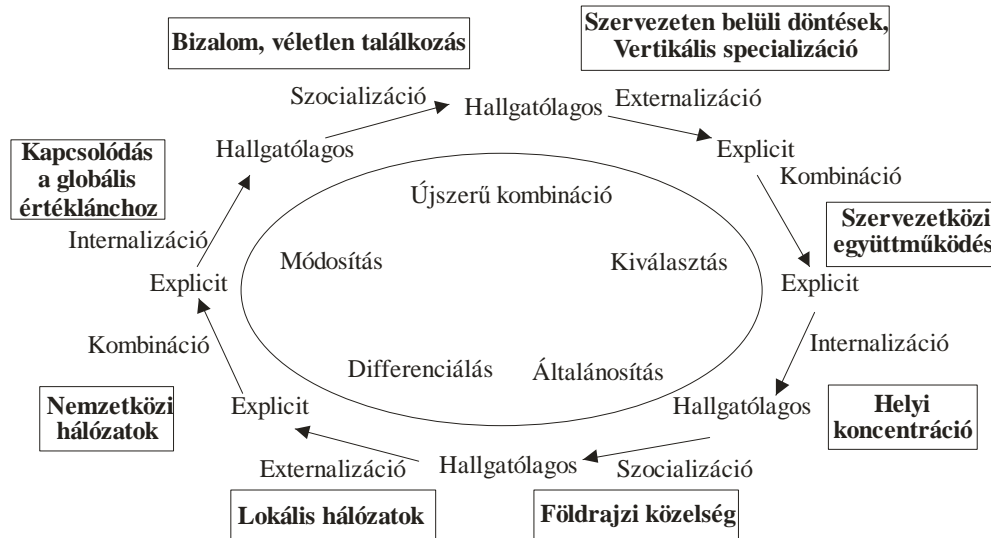 Bizalom, véletlen találkozás
Szervezeten belüli döntések,
Vertikális specializáció
Szocializáció
Hallgatólagos
Externalizáció
Hallgatólagos
Explicit
Kapcsolódás
a globális
értéklánchoz
Kombináció
Újszerű kombináció
Szervezetközi
együttműködés
Internalizáció
Módosítás
Kiválasztás
Explicit
Explicit
Kombináció
Internalizáció
Differenciálás
Általánosítás
Nemzetközi
hálózatok
Explicit
Hallgatólagos
Helyi
koncentráció
Externalizáció
Hallgatólagos
Szocializáció
Lokális hálózatok
Földrajzi közelség